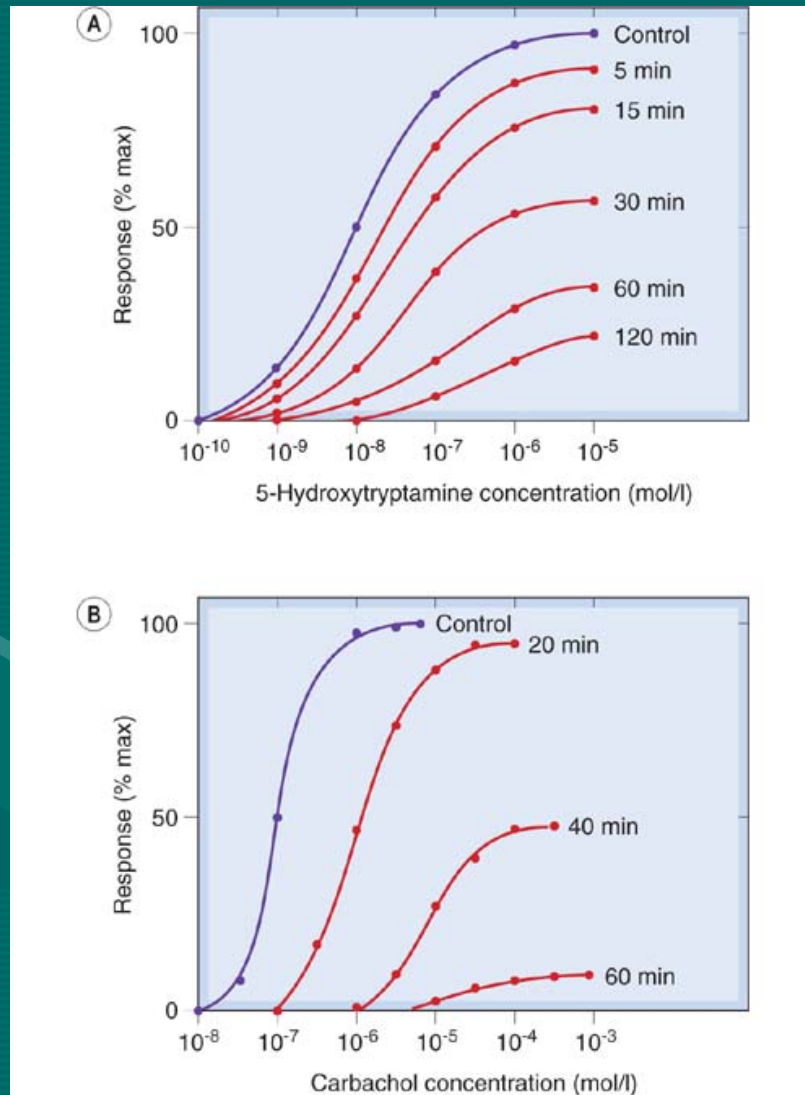 A
100
Control
5 min
15 min
30 min
50
60 min
120 min
0
10⁻¹⁰ 10⁻⁹ 10⁻⁸ 10⁻⁷ 10⁻⁶ 10⁻⁵
Response (% max)
5-Hydroxytryptamine concentration (mol/l)
B
100
Control
20 min
50
40 min
60 min
0
10⁻⁸ 10⁻⁷ 10⁻⁶ 10⁻⁵ 10⁻⁴ 10⁻³
Response (% max)
Carbachol concentration (mol/l)